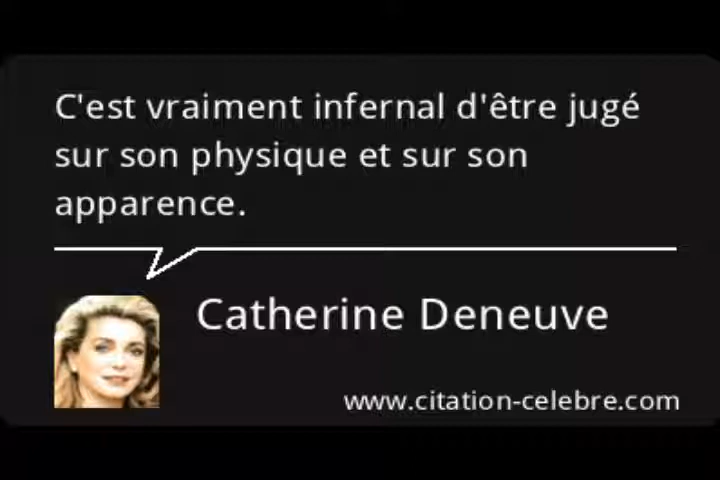 C'est vraiment infernal d'être jugé
sur son physique et sur son
apparence.
Catherine Deneuve
www.citation-celebre.com